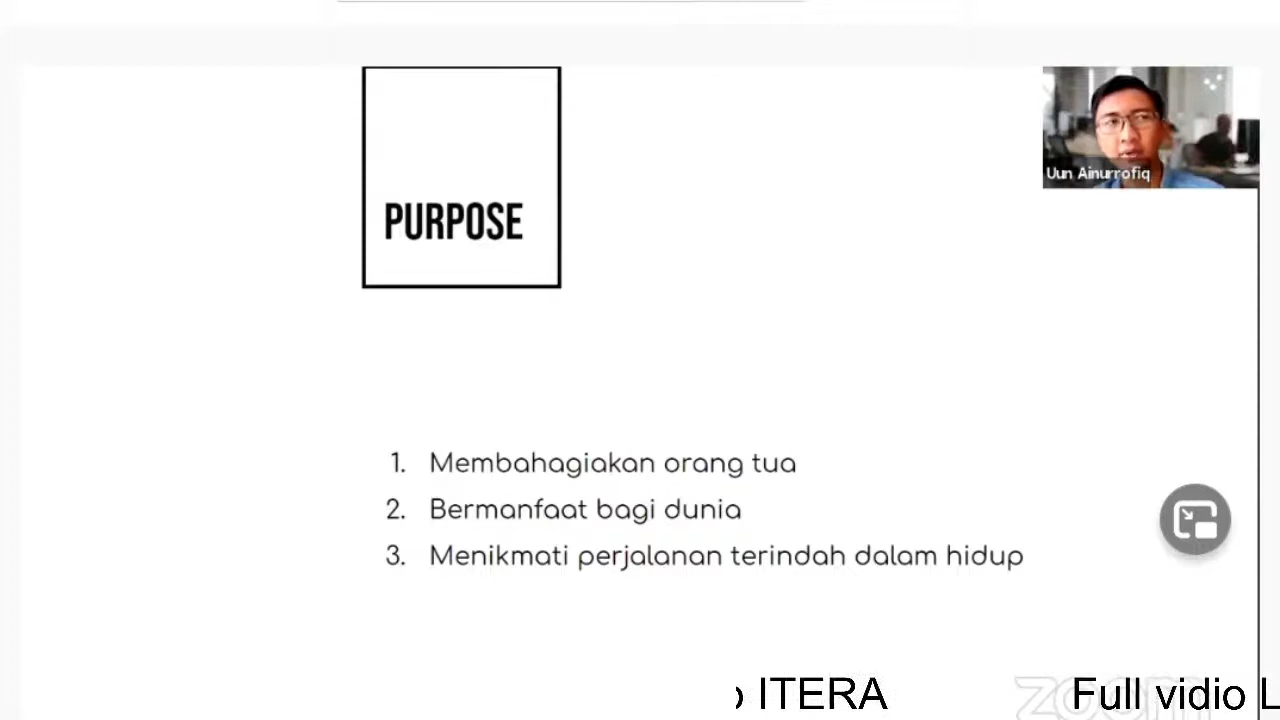 PURPOSE
Uun Ainurrofiq
1. Membahagiakan orang tua
2. Bermanfaat bagi dunia
3. Menikmati perjalanan terindah dalam hidup
ITERA
Full vidio L
zoom